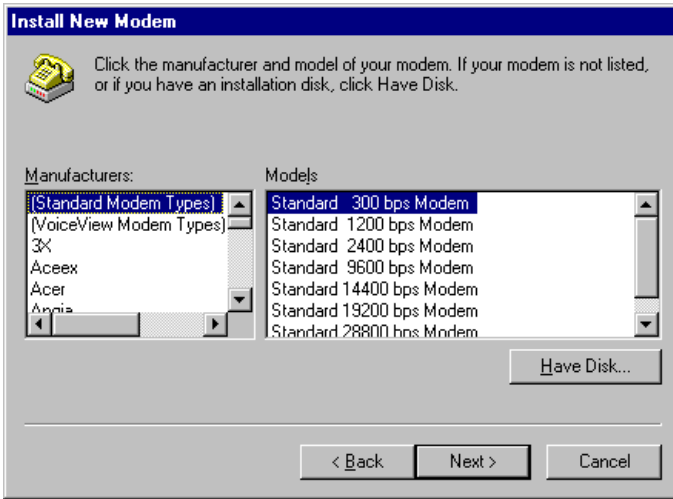 Install New Modem
Click the manufacturer and model of your modem. If your modem is not listed,
or if you have an installation disk, click Have Disk.
Manufacturers:
(Standard Modem Types)
(VoiceView Modem Types)
3X
Aceex
Acer
Angia
Models
Standard   300 bps Modem
Standard  1200 bps Modem
Standard  2400 bps Modem
Standard  9600 bps Modem
Standard 14400 bps Modem
Standard 19200 bps Modem
Standard 28800 bps Modem
Have Disk...
< Back
Next >
Cancel